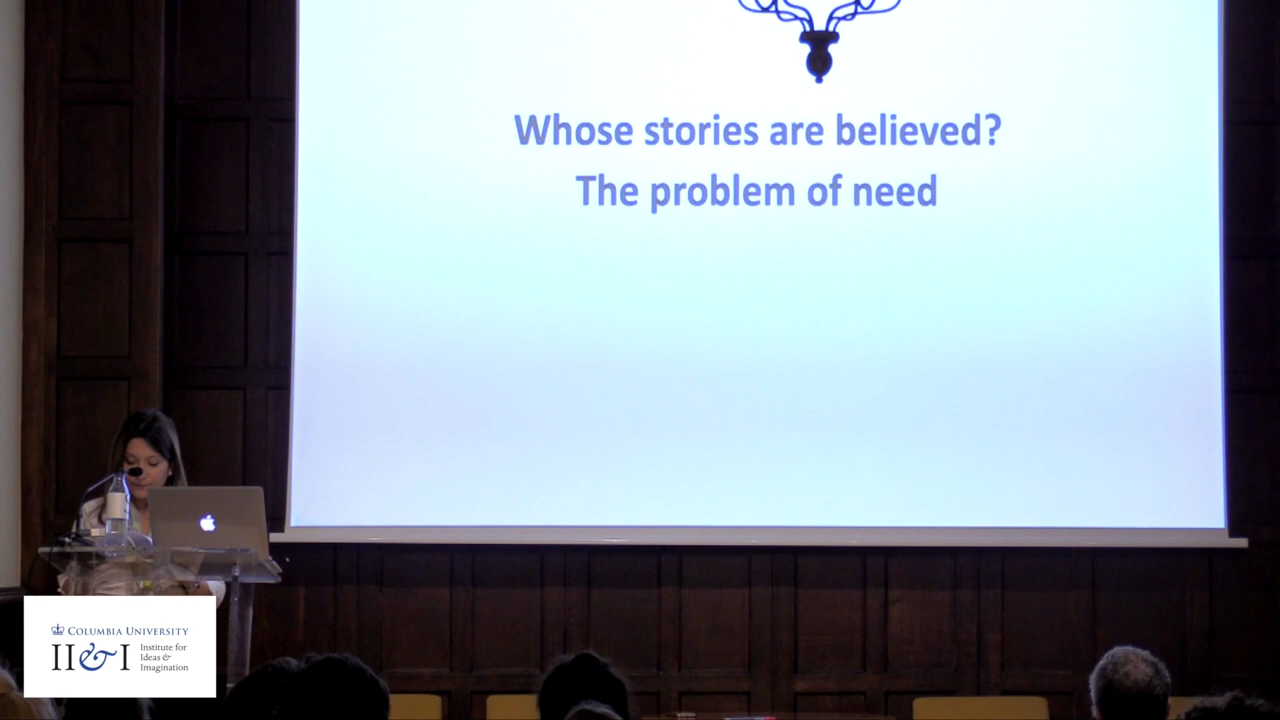 Whose stories are believed?
The problem of need
COLUMBIA UNIVERSITY
II&I
Institute for
Ideas &
Imagination